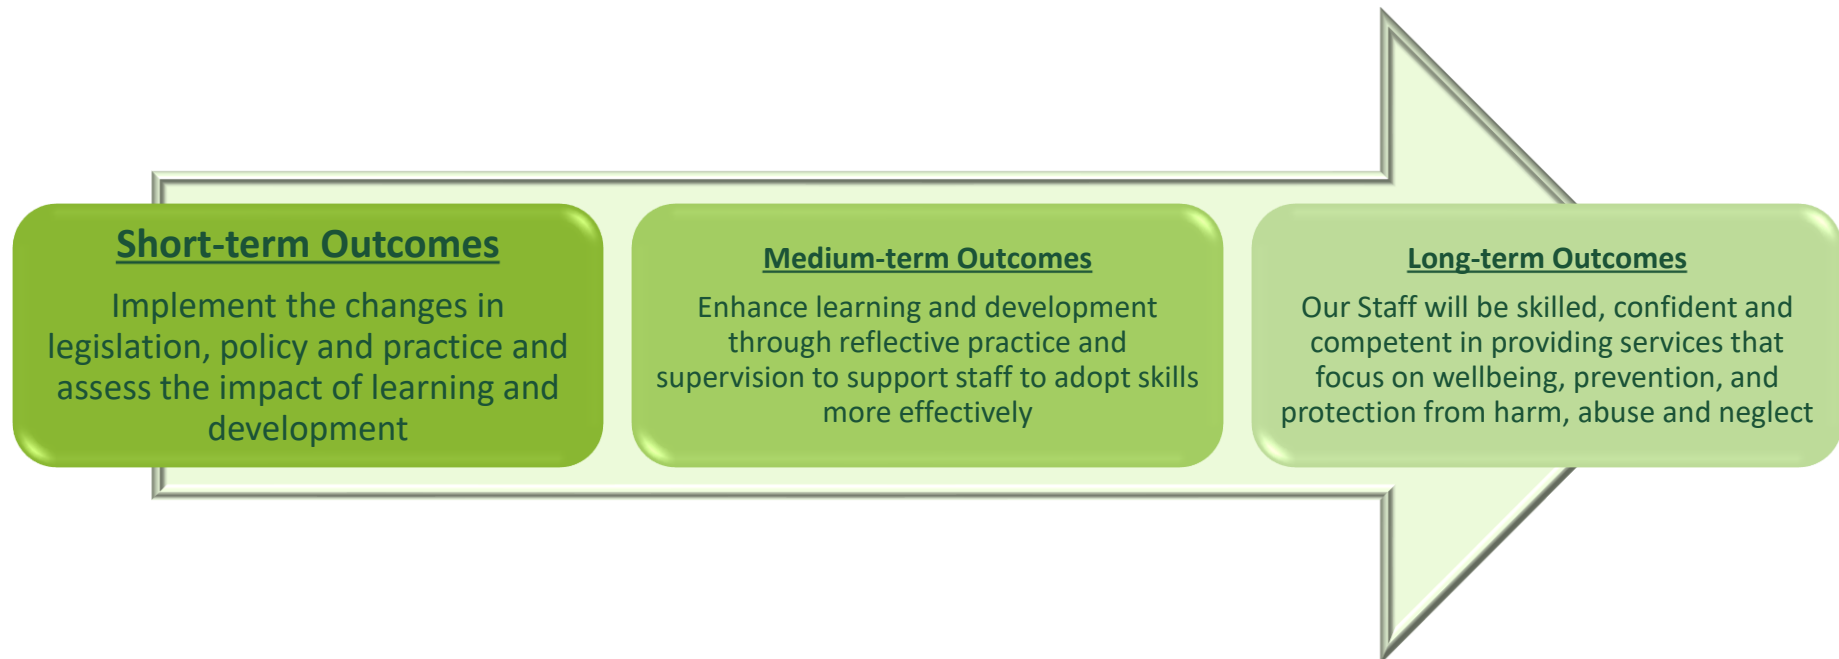 Short-term Outcomes
Implement the changes in
legislation, policy and practice and
assess the impact of learning and
development
Medium-term Outcomes
Enhance learning and development
through reflective practice and
supervision to support staff to adopt skills
more effectively
Long-term Outcomes
Our Staff will be skilled, confident and
competent in providing services that
focus on wellbeing, prevention, and
protection from harm, abuse and neglect